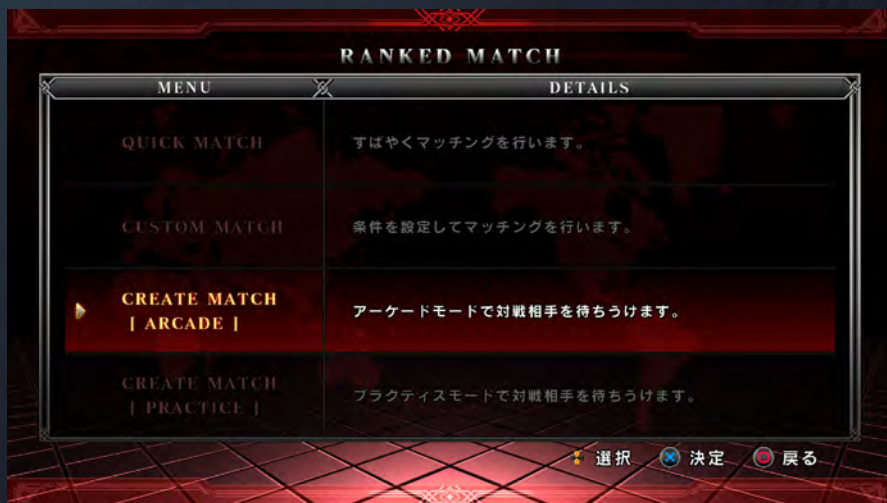 RANKED MATCH
MENU
DETAILS
QUICK MATCH
すばやくマッチングを行います。
CUSTOM MATCH
条件を設定してマッチングを行います。
CREATE MATCH
[ ARCADE ]
アーケードモードで対戦相手を待ちうけます。
CREATE MATCH
[ PRACTICE ]
プラクティスモードで対戦相手を待ちうけます。
選択 決定 戻る